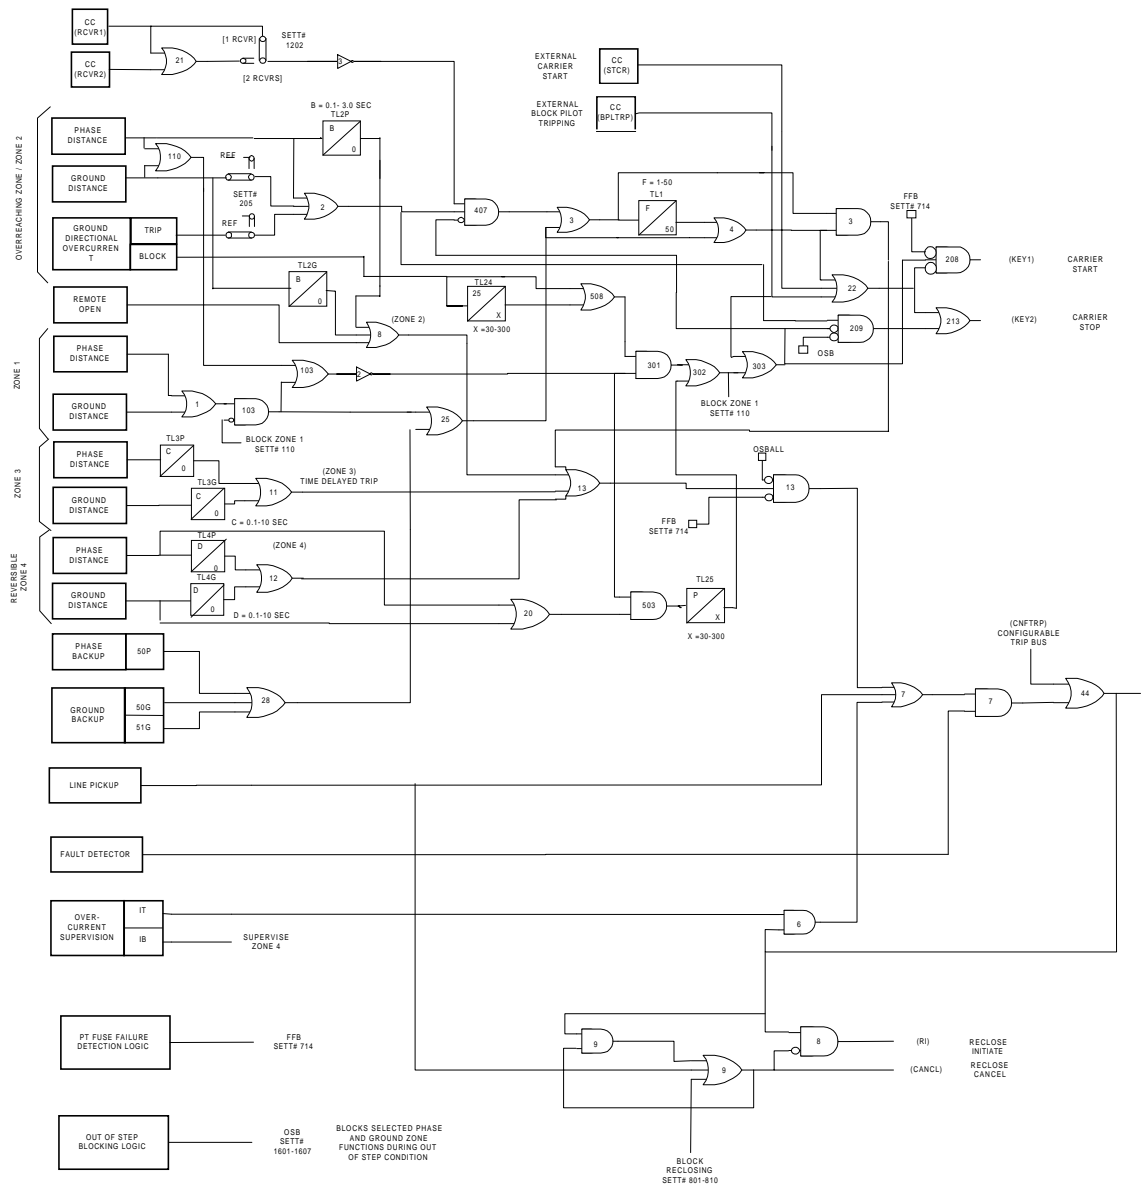 CC
(RCVR1)
CC
(RCVR2)
21
[1 RCVR]
SETT#
1202
[2 RCVRS]
3
EXTERNAL
CARRIER
START
CC
(STCR)
EXTERNAL
BLOCK PILOT
TRIPPING
CC
(BPLTRP)
OVERREACHING ZONE / ZONE 2
PHASE
DISTANCE
GROUND
DISTANCE
110
B = 0.1- 3.0 SEC
TL2P
B
0
REF
SETT#
205
REF
2
GROUND
DIRECTIONAL
OVERCURREN
T
TRIP
BLOCK
407
3
F = 1-50
TL1
F
50
4
3
FFB
SETT# 714
208
(KEY1)
CARRIER
START
TL2G
B
0
TL24
25
X
X =30-300
508
22
REMOTE
OPEN
8
(ZONE 2)
209
OSB
213
(KEY2)
CARRIER
STOP
ZONE 1
PHASE
DISTANCE
GROUND
DISTANCE
103
2
1
103
BLOCK ZONE 1
SETT# 110
25
301
302
303
BLOCK ZONE 1
SETT# 110
ZONE 3
PHASE
DISTANCE
GROUND
DISTANCE
TL3P
C
0
TL3G
C
0
11
(ZONE 3)
TIME DELAYED TRIP
C = 0.1-10 SEC
13
OSBALL
13
FFB
SETT# 714
REVERSIBLE
ZONE 4
PHASE
DISTANCE
GROUND
DISTANCE
TL4P
D
0
TL4G
D
0
(ZONE 4)
12
D = 0.1-10 SEC
20
503
TL25
P
X
X =30-300
PHASE
BACKUP
50P
GROUND
BACKUP
50G
51G
28
(CNFTRP)
CONFIGURABLE
TRIP BUS
7
7
44
LINE PICKUP
FAULT DETECTOR
OVER-
CURRENT
SUPERVISION
IT
IB
SUPERVISE
ZONE 4
6
PT FUSE FAILURE
DETECTION LOGIC
FFB
SETT# 714
9
9
8
(RI)
RECLOSE
INITIATE
(CANCL)
RECLOSE
CANCEL
OUT OF STEP
BLOCKING LOGIC
OSB
SETT#
1601-1607
BLOCKS SELECTED PHASE
AND GROUND ZONE
FUNCTIONS DURING OUT
OF STEP CONDITION
BLOCK
RECLOSING
SETT# 801-810